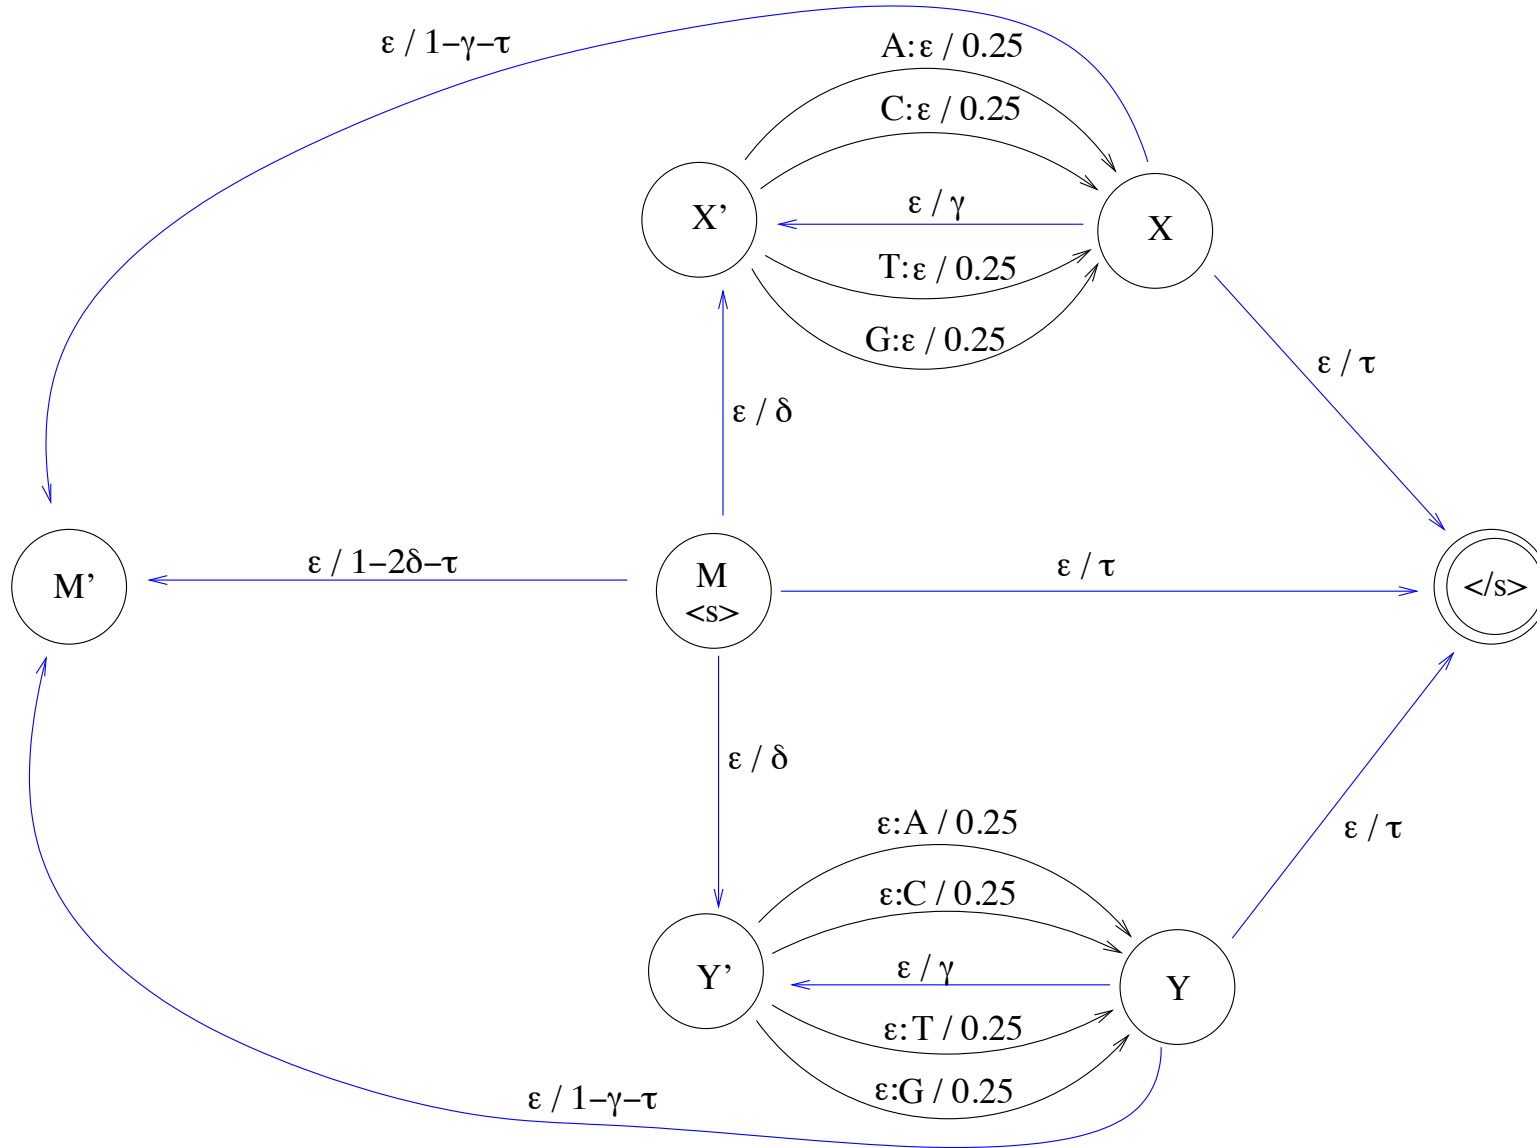 ε / 1−γ−τ
A:ε / 0.25
C:ε / 0.25
X’
ε / γ
X
T:ε / 0.25
G:ε / 0.25
ε / τ
ε / δ
M’
ε / 1−2δ−τ
M
<s>
ε / τ
</s>
ε / δ
ε / τ
ε:A / 0.25
ε:C / 0.25
Y’
ε / γ
Y
ε:T / 0.25
ε:G / 0.25
ε / 1−γ−τ